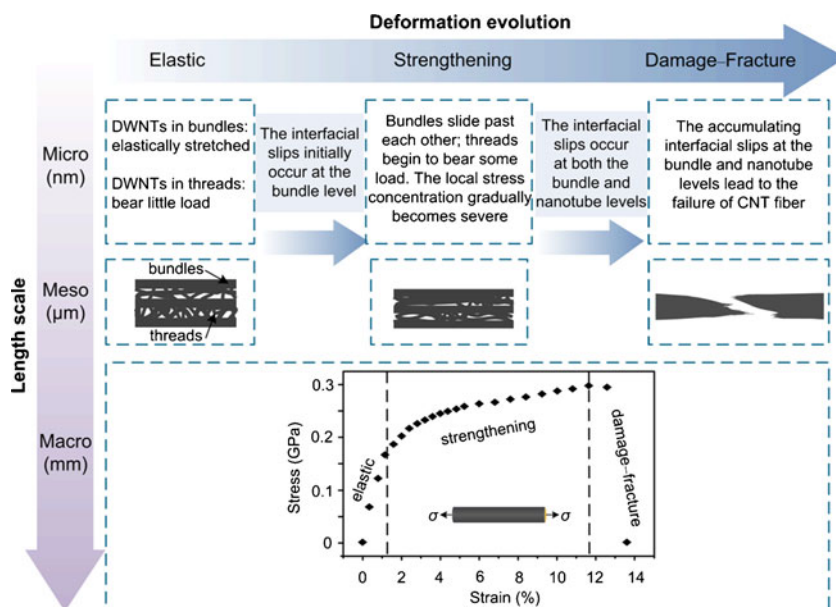 Deformation evolution
Elastic
Strengthening
Damage–Fracture
Length scale
Micro
(nm)
DWNTs in bundles:
elastically stretched
DWNTs in threads:
bear little load
The interfacial
slips initially
occur at the
bundle level
Bundles slide past
each other; threads
begin to bear some
load. The local stress
concentration gradually
becomes severe
The interfacial
slips occur
at both the
bundle and
nanotube levels
The accumulating
interfacial slips at the
bundle and nanotube
levels lead to the
failure of CNT fiber
Meso
(μm)
bundles
threads
Macro
(mm)
Stress (GPa)
0.3
0.2
0.1
0
elastic
strengthening
damage–fracture
σ
σ
0 2 4 6 8 10 12 14
Strain (%)